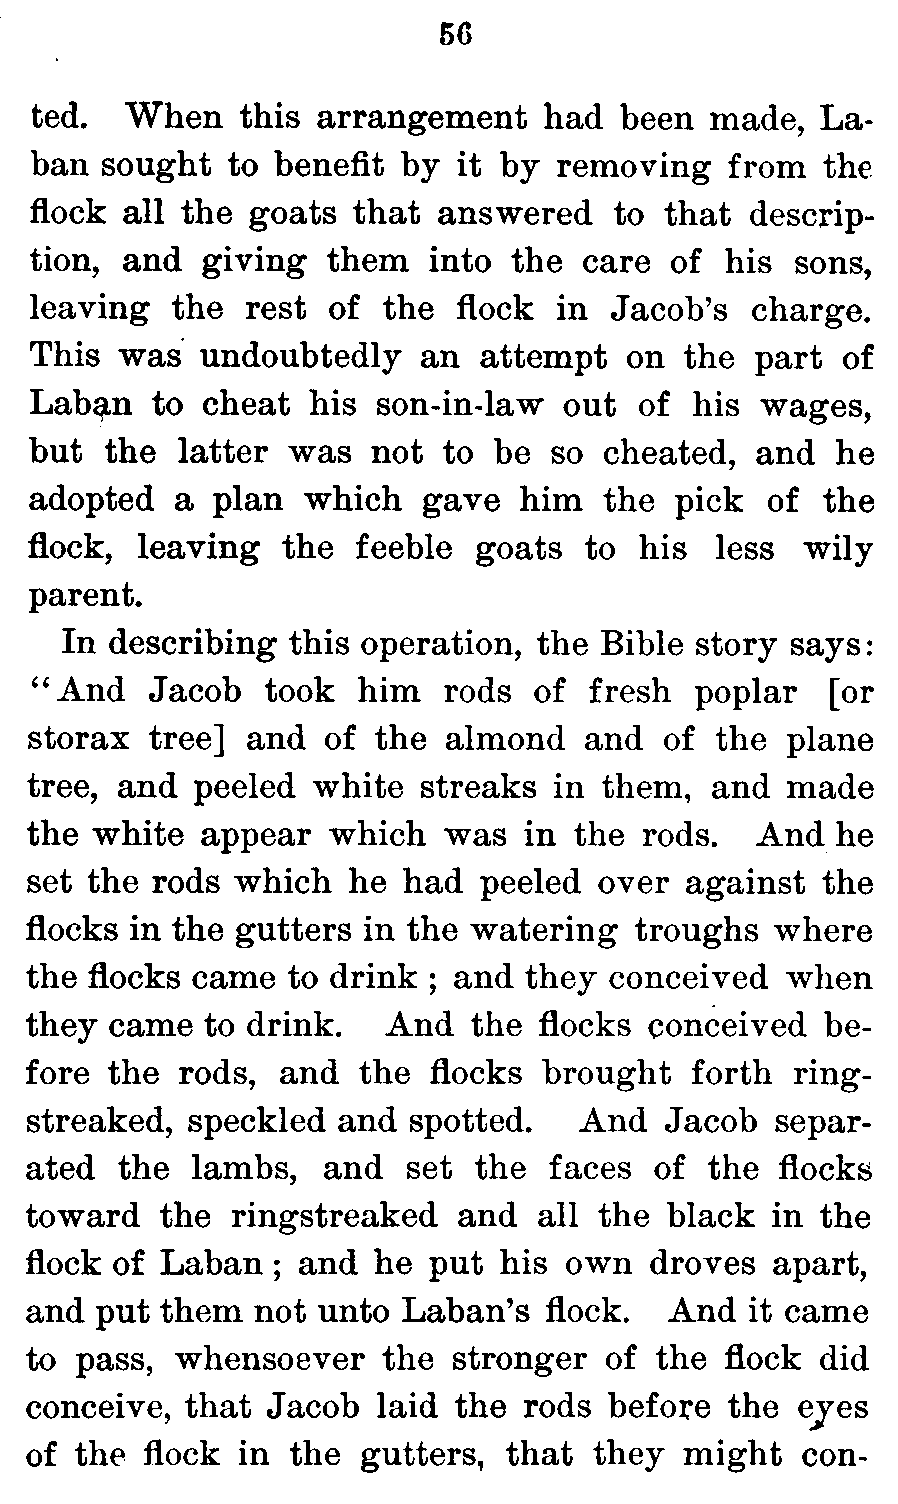 56
ted. When this arrangement had been made, La-
ban sought to benefit by it by removing from the
flock all the goats that answered to that descrip-
tion, and giving them into the care of his sons,
leaving the rest of the flock in Jacob's charge.
This was undoubtedly an attempt on the part of
Laban to cheat his son-in-law out of his wages,
but the latter was not to be so cheated, and he
adopted a plan which gave him the pick of the
flock, leaving the feeble goats to his less wily
parent.
In describing this operation, the Bible story says:
“And Jacob took him rods of fresh poplar [or
storax tree] and of the almond and of the plane
tree, and peeled white streaks in them, and made
the white appear which was in the rods. And he
set the rods which he had peeled over against the
flocks in the gutters in the watering troughs where
the flocks came to drink ; and they conceived when
they came to drink. And the flocks conceived be-
fore the rods, and the flocks brought forth ring-
streaked, speckled and spotted. And Jacob separ-
ated the lambs, and set the faces of the flocks
toward the ringstreaked and all the black in the
flock of Laban ; and he put his own droves apart,
and put them not unto Laban's flock. And it came
to pass, whensoever the stronger of the flock did
conceive, that Jacob laid the rods before the eyes
of the flock in the gutters, that they might con-